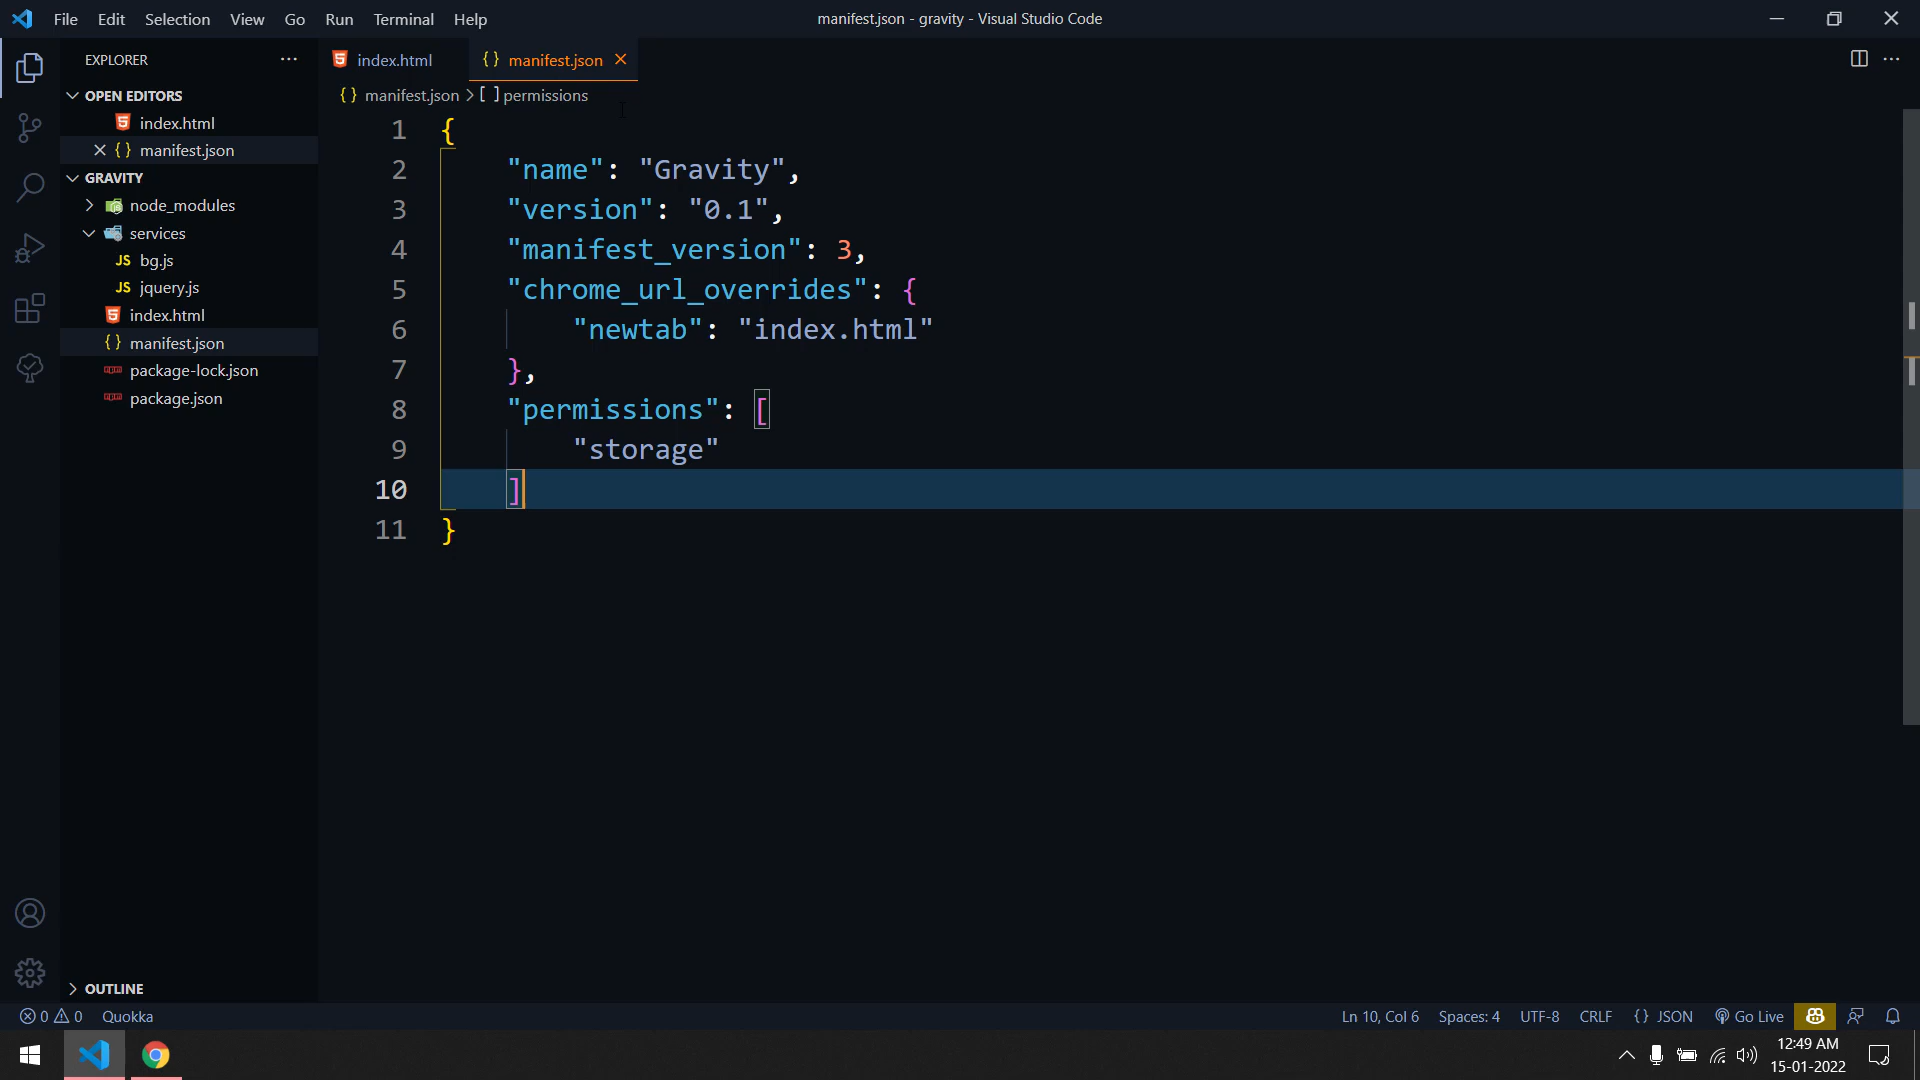 File Edit Selection View Go Run Terminal Help
manifest.json - gravity - Visual Studio Code
EXPLORER
OPEN EDITORS
index.html
manifest.json
GRAVITY
node_modules
services
JS bg.js
JS jquery.js
index.html
{} manifest.json
package-lock.json
package.json
OUTLINE
index.html
{} manifest.json
{} manifest.json > [ ] permissions
1 {
2 "name": "Gravity",
3 "version": "0.1",
4 "manifest_version": 3,
5 "chrome_url_overrides": {
6 "newtab": "index.html"
7 },
8 "permissions": [
9 "storage"
10 ]
11 }
0 0 Quokka
Ln 10, Col 6 Spaces: 4 UTF-8 CRLF {} JSON Go Live
12:49 AM
15-01-2022